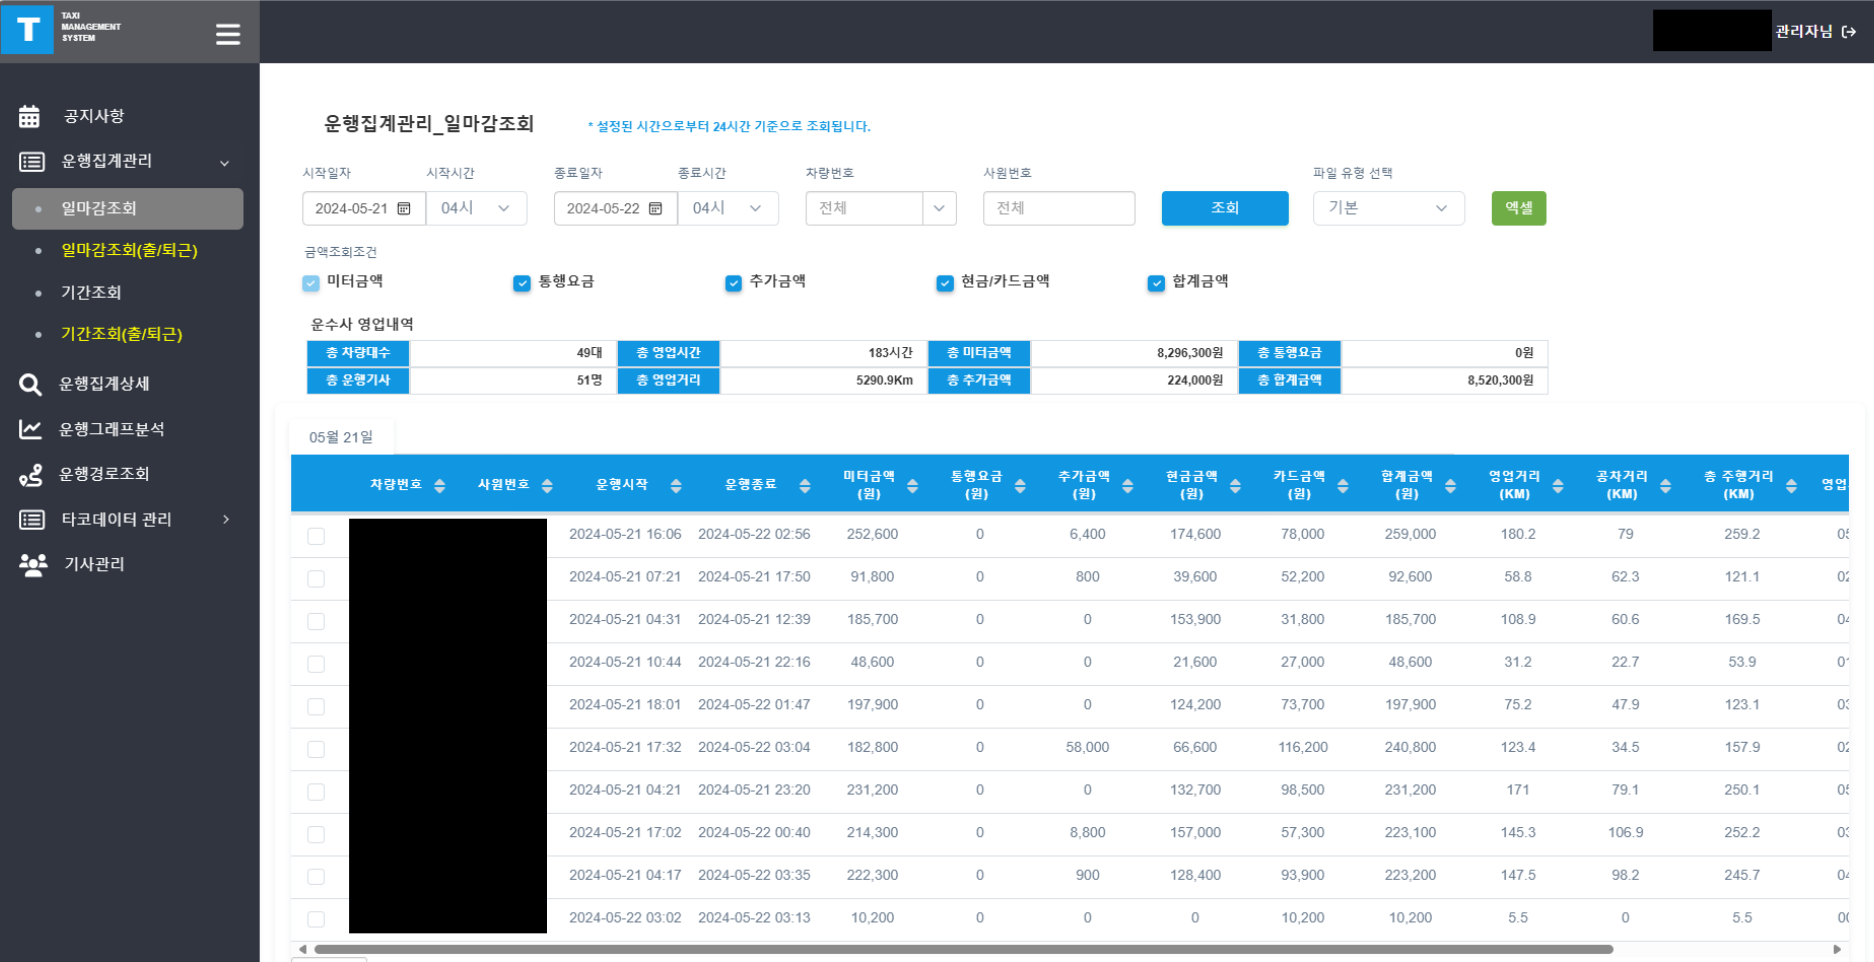 T
TAXI
MANAGEMENT
SYSTEM
관리자님
공지사항
운행집계관리
일마감조회
일마감조회(출/퇴근)
기간조회
기간조회(출/퇴근)
운행집계상세
운행그래프분석
운행경로조회
타코데이터 관리
기사관리
운행집계관리_일마감조회 * 설정된 시간으로부터 24시간 기준으로 조회됩니다.
시작일자 시작시간 종료일자 종료시간 차량번호 사원번호 파일 유형 선택
2024-05-21 04시 2024-05-22 04시 전체 전체 조회 기본 엑셀
금액조회조건
미터금액 통행요금 추가금액 현금/카드금액 합계금액
운수사 영업내역
총 차량대수 49대 총 영업시간 183시간 총 미터금액 8,296,300원 총 통행요금 0원
총 운행기사 51명 총 영업거리 5290.9Km 총 추가금액 224,000원 총 합계금액 8,520,300원
05월 21일
차량번호 사원번호 운행시작 운행종료 미터금액 통행요금 추가금액 현금금액 카드금액 합계금액 영업거리 공차거리 총 주행거리 영업
(원) (원) (원) (원) (원) (원) (KM) (KM) (KM)
2024-05-21 16:06 2024-05-22 02:56 252,600 0 6,400 174,600 78,000 259,000 180.2 79 259.2
2024-05-21 07:21 2024-05-21 17:50 91,800 0 800 39,600 52,200 92,600 58.8 62.3 121.1 02
2024-05-21 04:31 2024-05-21 12:39 185,700 0 0 153,900 31,800 185,700 108.9 60.6 169.5 04
2024-05-21 10:44 2024-05-21 22:16 48,600 0 0 21,600 27,000 48,600 31.2 22.7 53.9 01
2024-05-21 18:01 2024-05-22 01:47 197,900 0 0 124,200 73,700 197,900 75.2 47.9 123.1 03
2024-05-21 17:32 2024-05-22 03:04 182,800 0 58,000 66,600 116,200 240,800 123.4 34.5 157.9 02
2024-05-21 04:21 2024-05-21 23:20 231,200 0 0 132,700 98,500 231,200 171 79.1 250.1
2024-05-21 17:02 2024-05-22 00:40 214,300 0 8,800 157,000 57,300 223,100 145.3 106.9 252.2 03
2024-05-21 04:17 2024-05-22 03:35 222,300 0 900 128,400 93,900 223,200 147.5 98.2 245.7 04
2024-05-22 03:02 2024-05-22 03:13 10,200 0 0 0 10,200 10,200 5.5 0 5.5 00